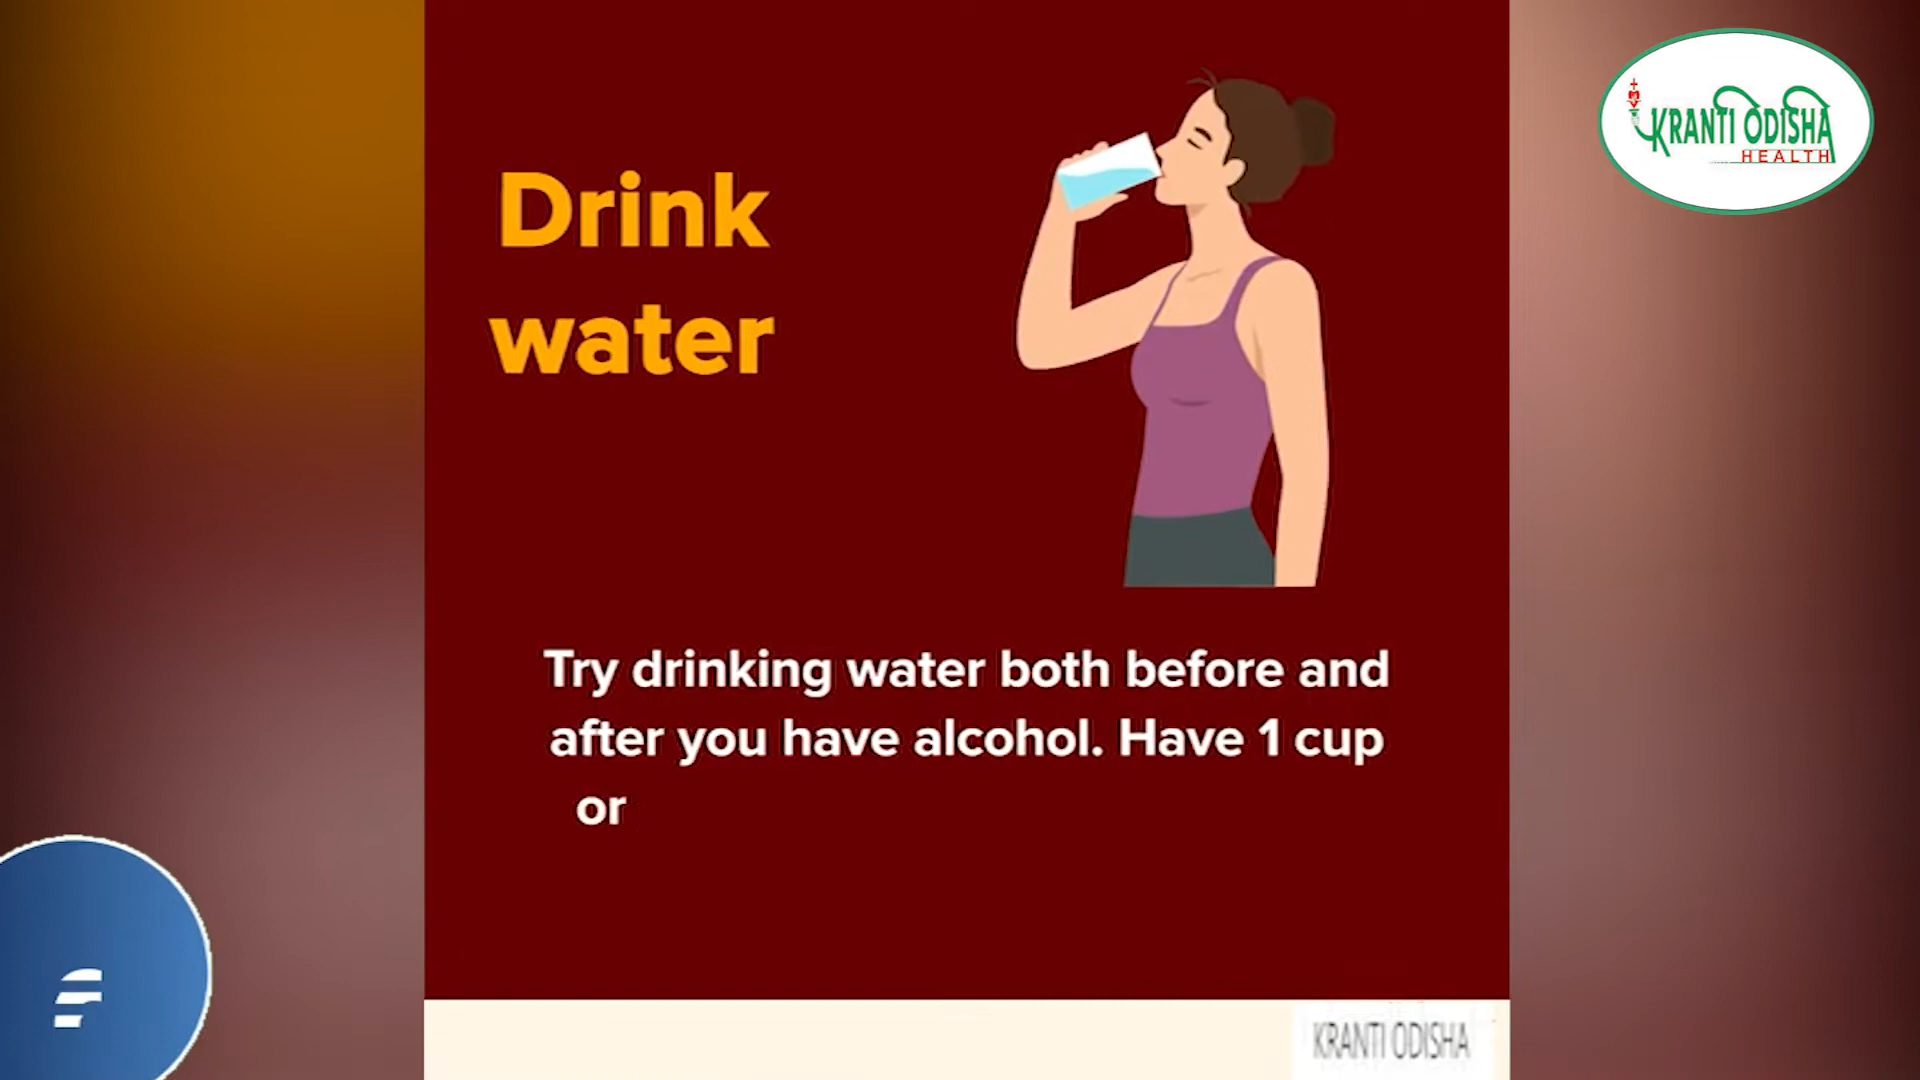 KRANTI ODISHA
HEALTH
Drink
water
Try drinking water both before and
after you have alcohol. Have 1 cup
or
KRANTI ODISHA